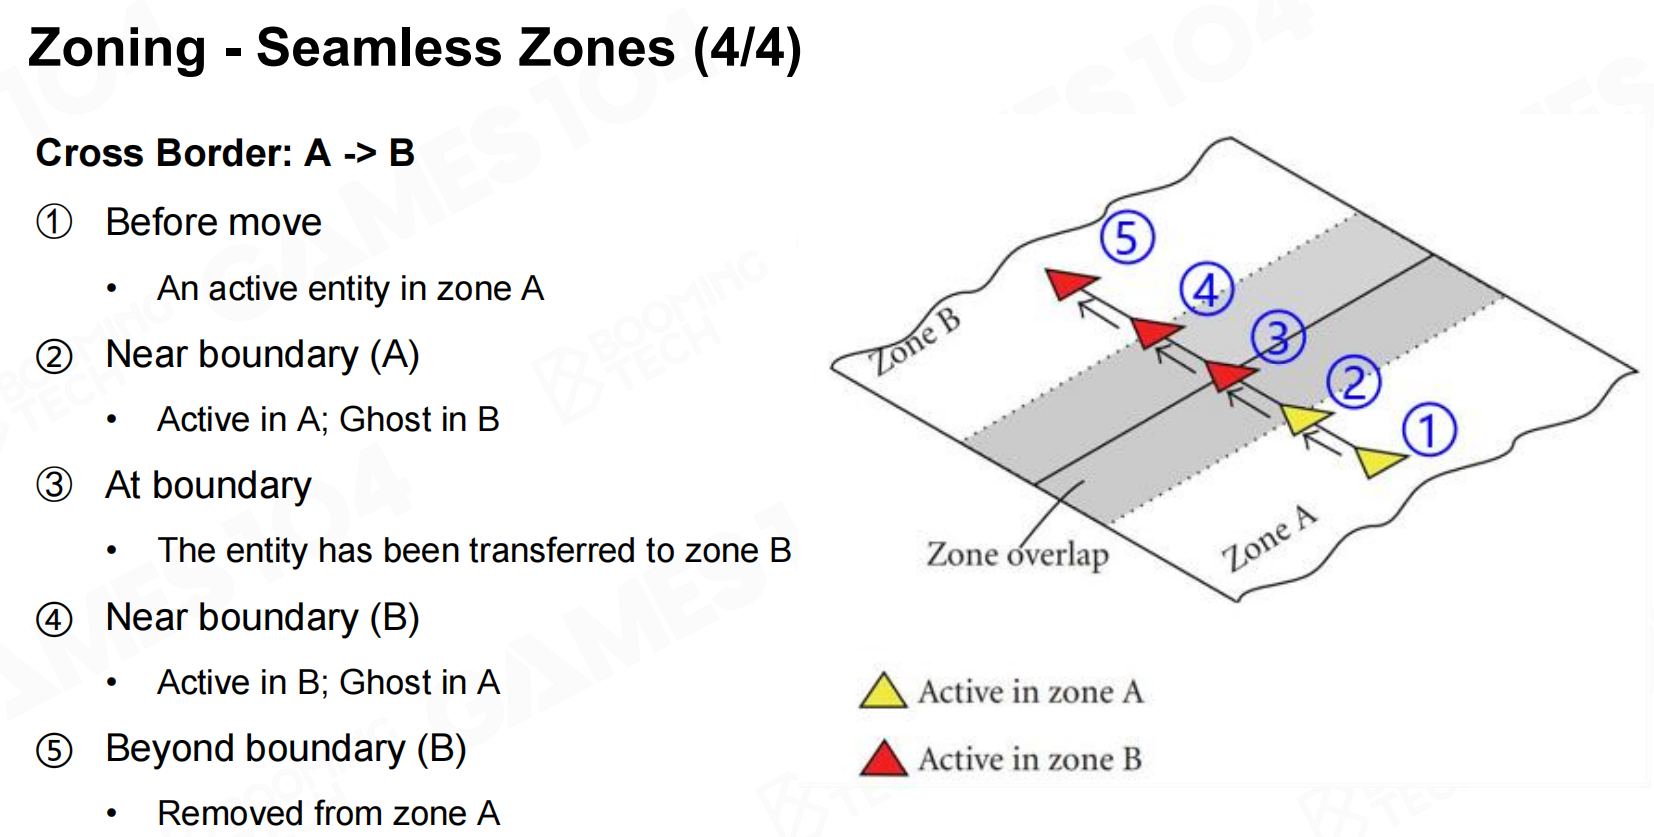 Zoning - Seamless Zones (4/4)
Cross Border: A -> B
① Before move
• An active entity in zone A
② Near boundary (A)
• Active in A; Ghost in B
③ At boundary
• The entity has been transferred to zone B
④ Near boundary (B)
• Active in B; Ghost in A
⑤ Beyond boundary (B)
• Removed from zone A
⑤
④
③
②
①
Zone B
Zone A
Zone overlap
Active in zone A
Active in zone B
GAMES104
BOOMING
TECH